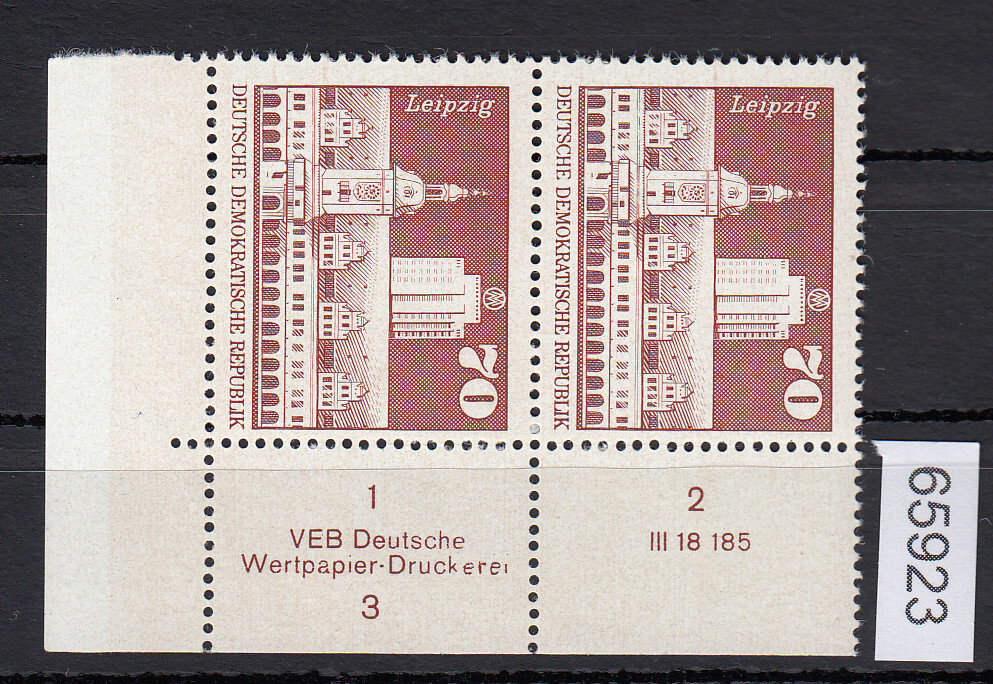 Leipzig
DEUTSCHE DEMOKRATISCHE REPUBLIK
70
Leipzig
DEUTSCHE DEMOKRATISCHE REPUBLIK
70
1
VEB Deutsche
Wertpapier-Druckerei
3
2
III 18 185
65923